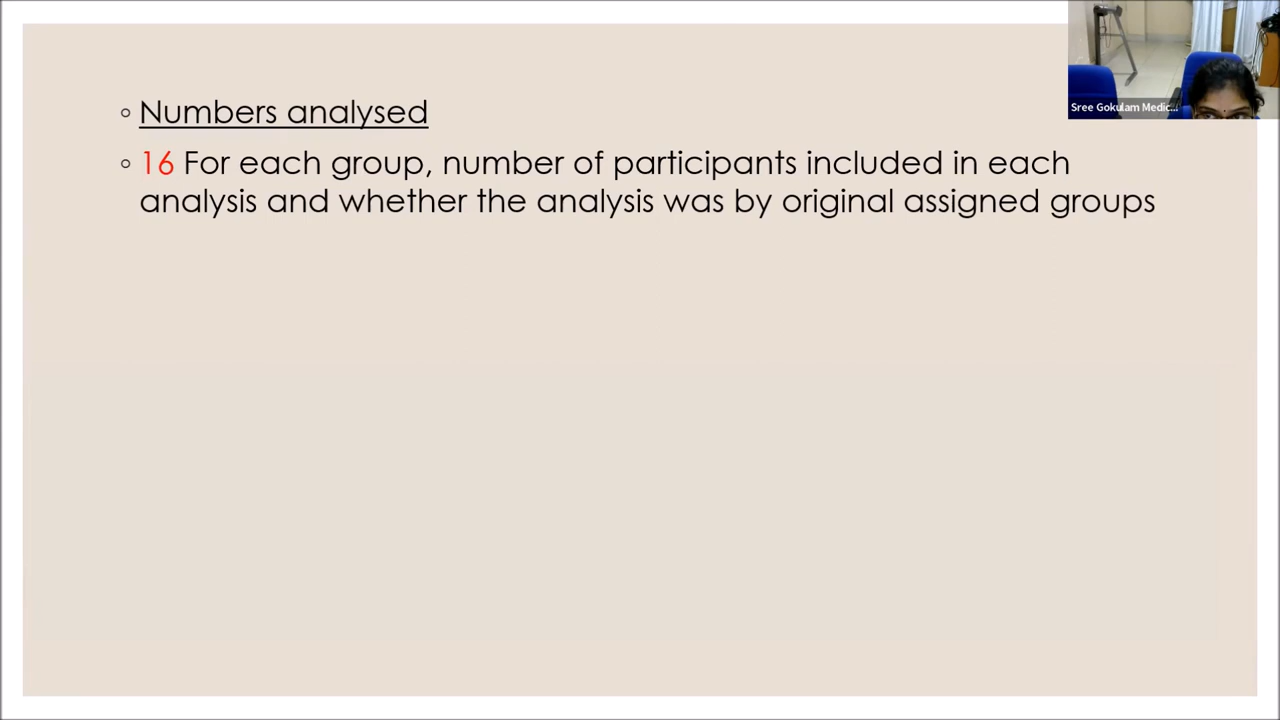 Sree Gokulam Medic...
◦ Numbers analysed
◦ 16 For each group, number of participants included in each
analysis and whether the analysis was by original assigned groups